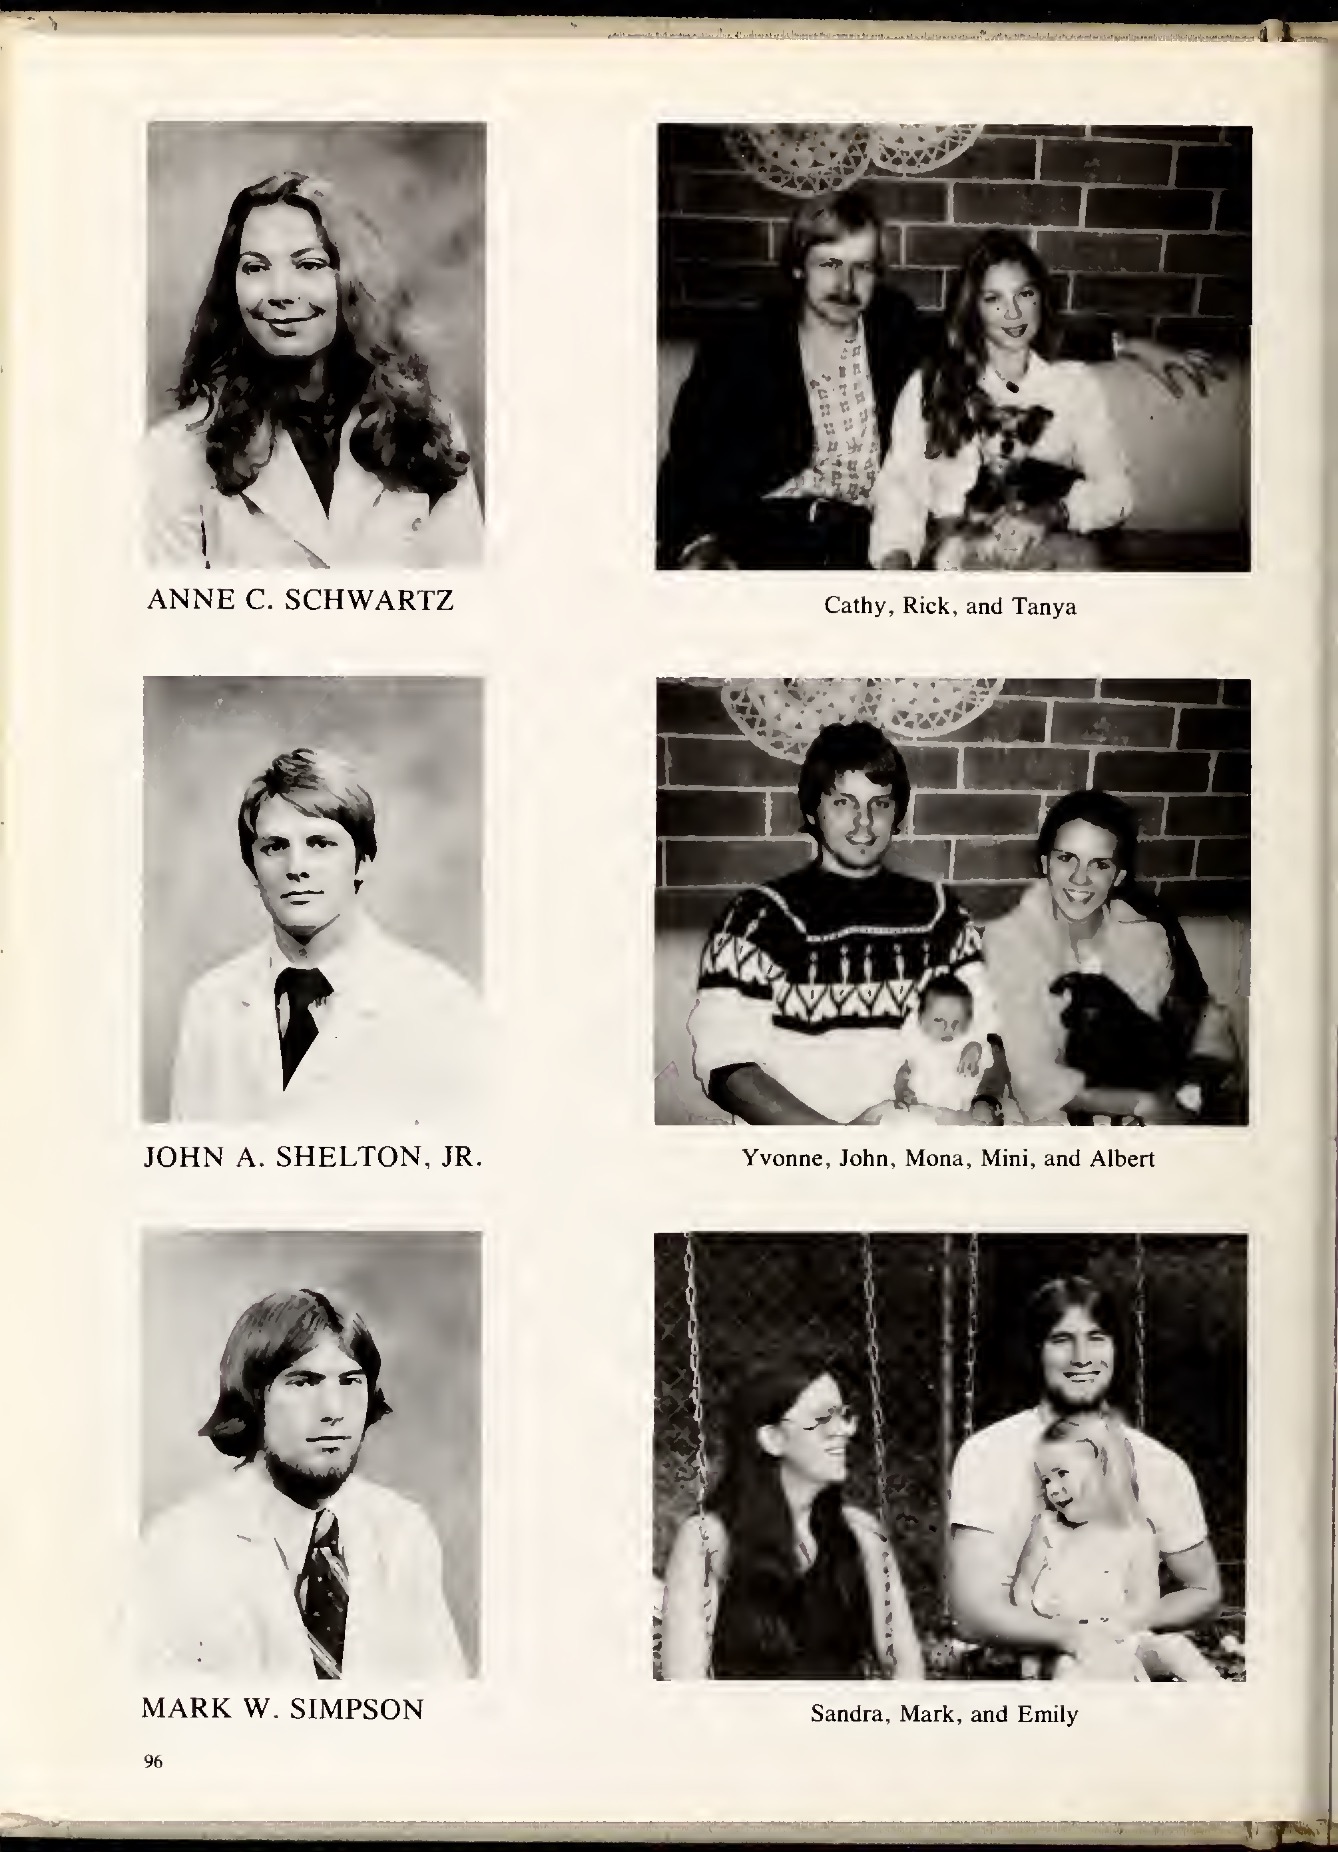 ANNE C. SCHWARTZ
Cathy, Rick, and Tanya
JOHN A. SHELTON, JR.
Yvonne, John, Mona, Mini, and Albert
MARK W. SIMPSON
Sandra, Mark, and Emily
96